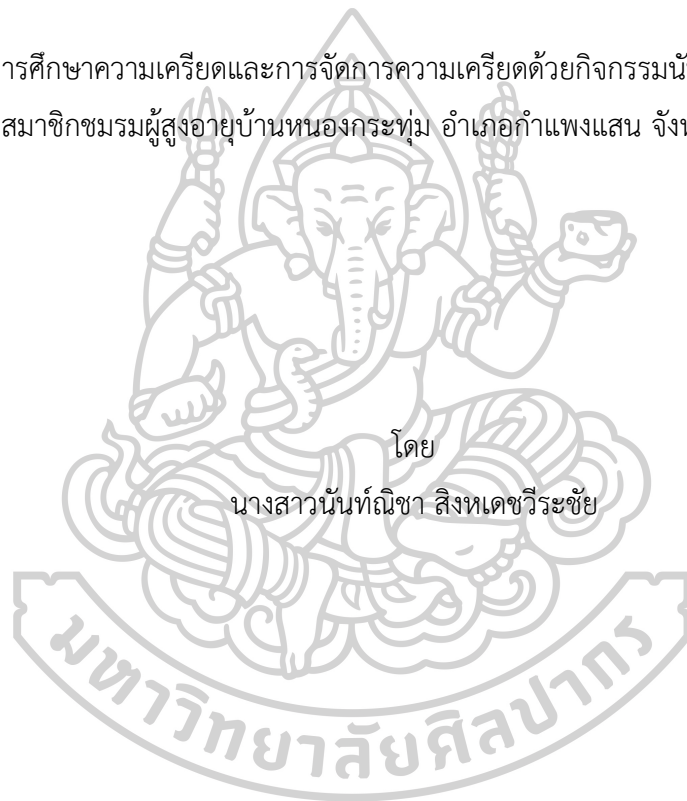 ารศึกษาความเครียดและการจัดการความเครียดด้วยกิจกรรมนั
สมาชิกชมรมผู้สูงอายุบ้านหนองกระทุ่ม อำเภอกำแพงแสน จังห
โดย
นางสาวนันท์ณิชา สิงหเดชวีระชัย
มหาวิทยาลัยศิลปากร